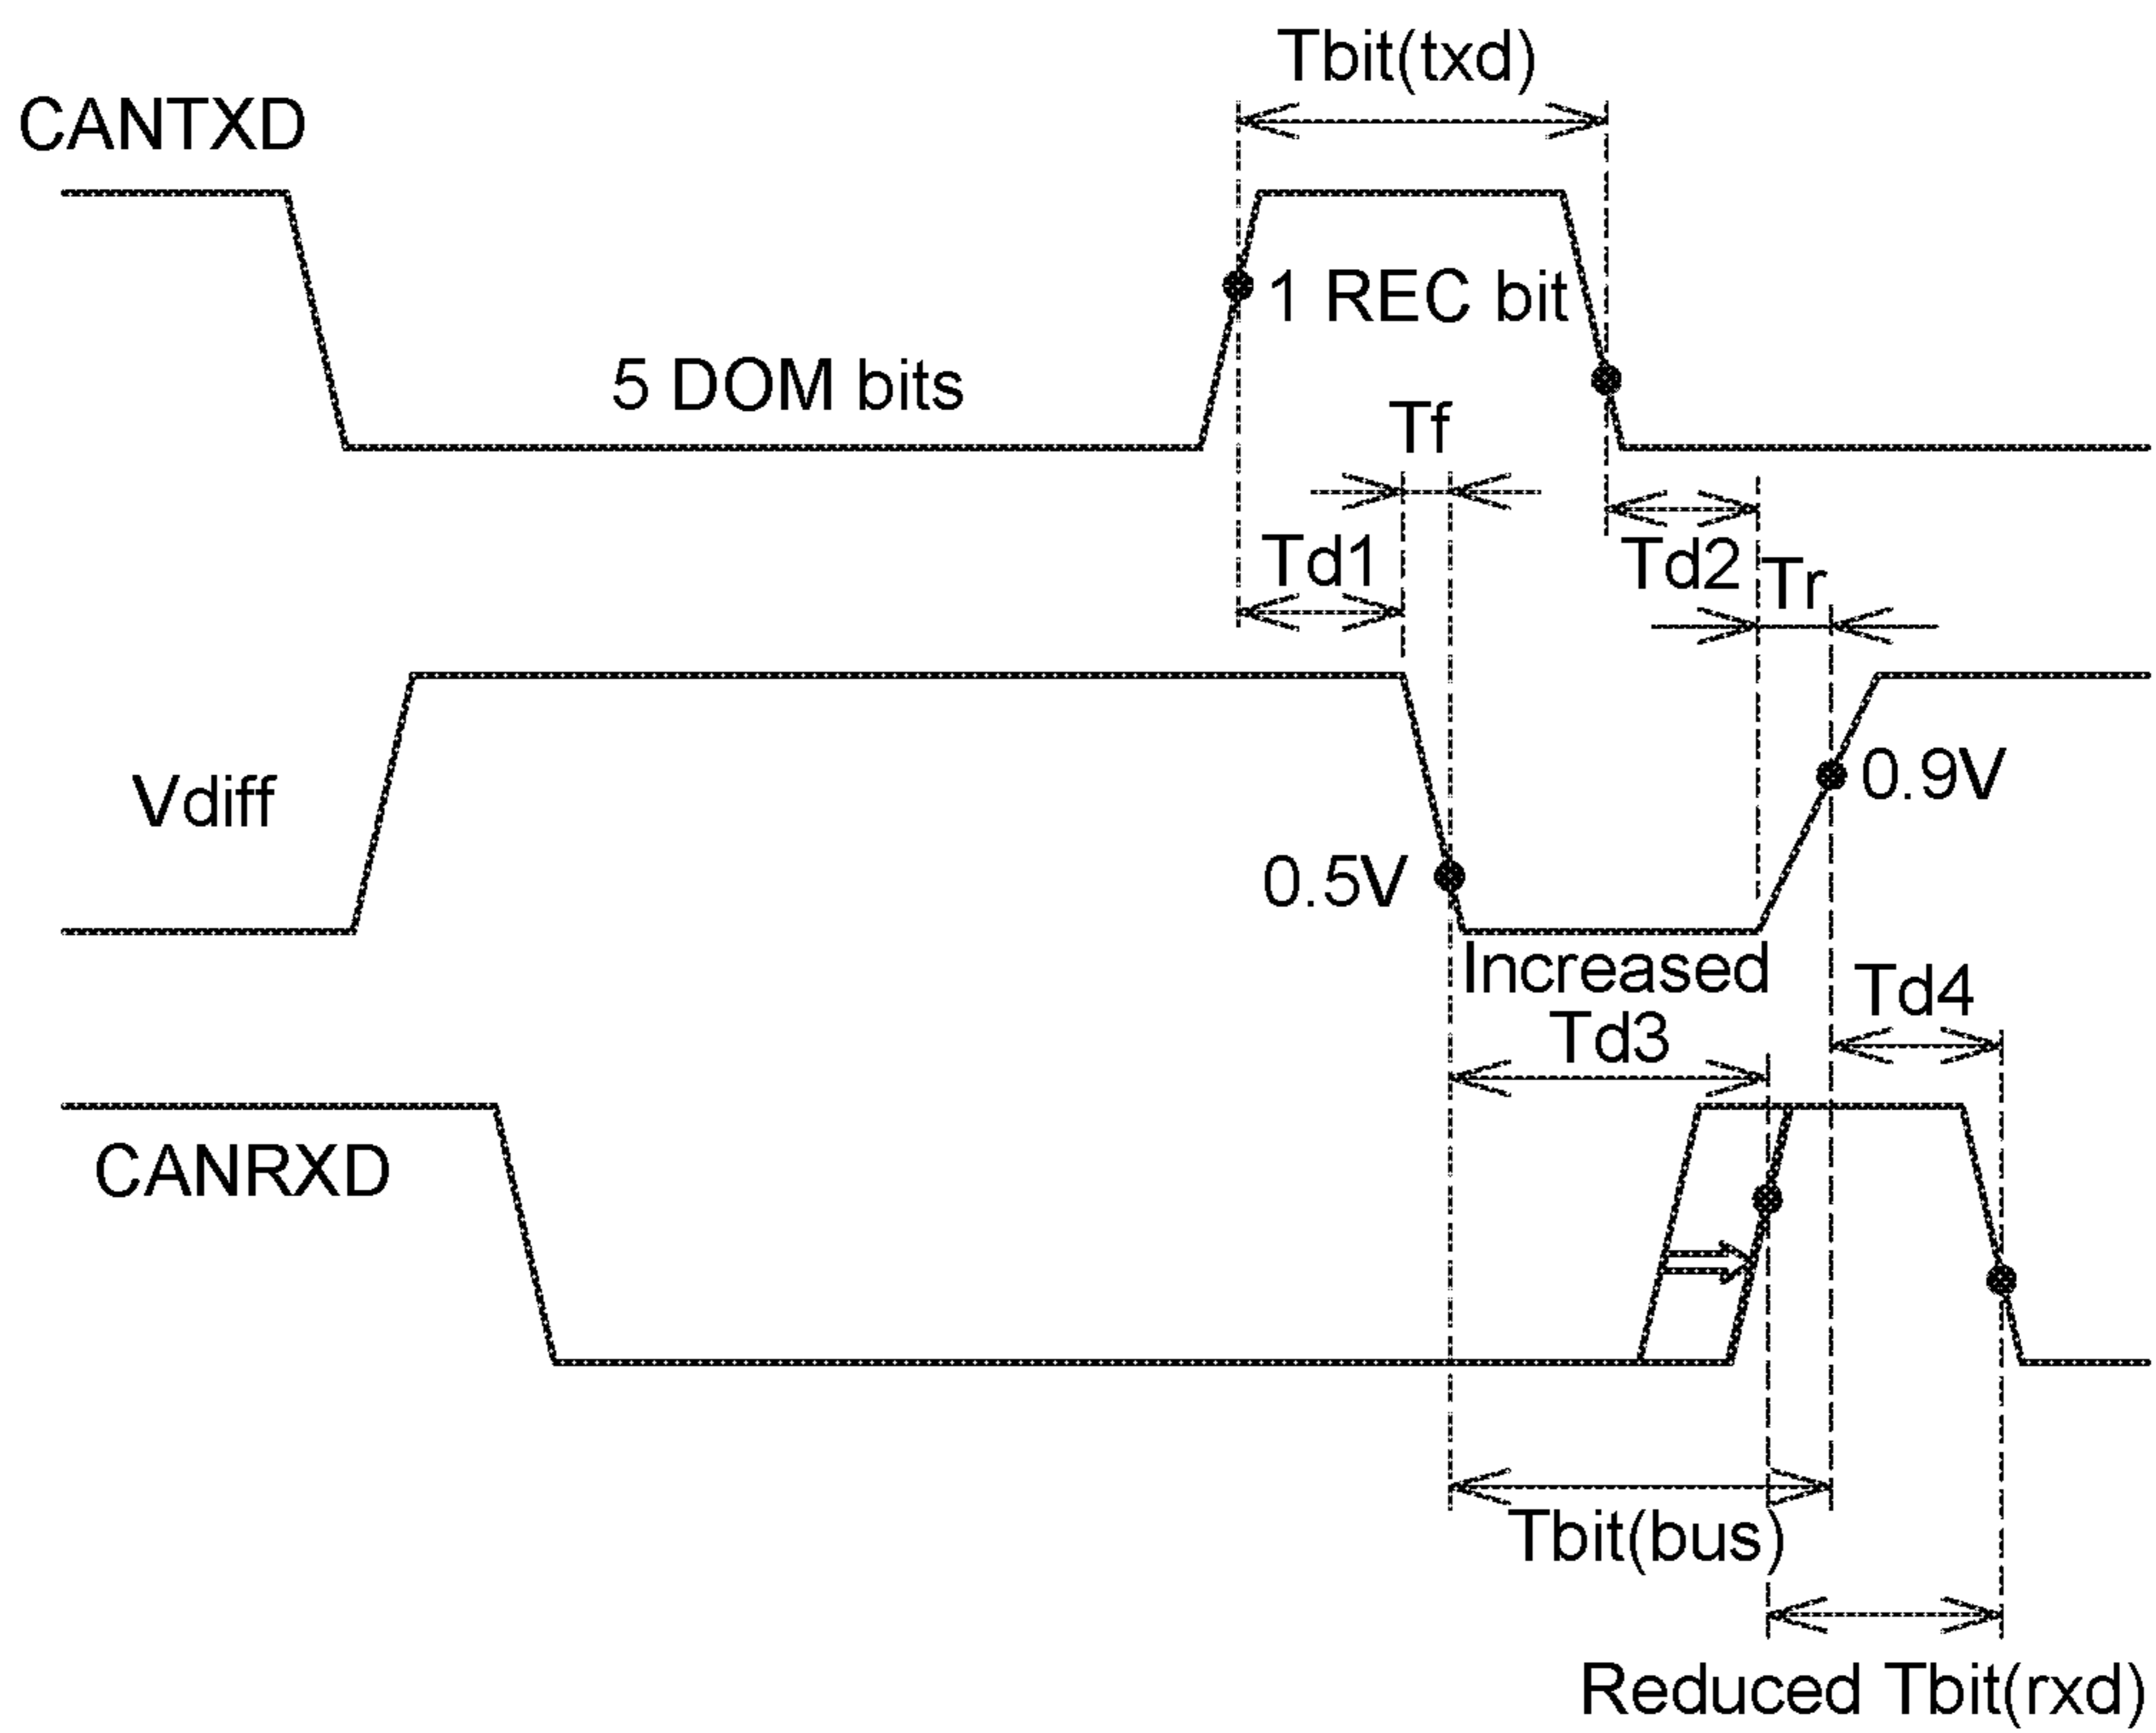 Tbit(txd)
CANTXD
1 REC bit
5 DOM bits
Tf
Td1
Td2
Tr
Vdiff
0.9V
0.5V
Increased
Td3
Td4
CANRXD
Tbit(bus)
Reduced Tbit(rxd)